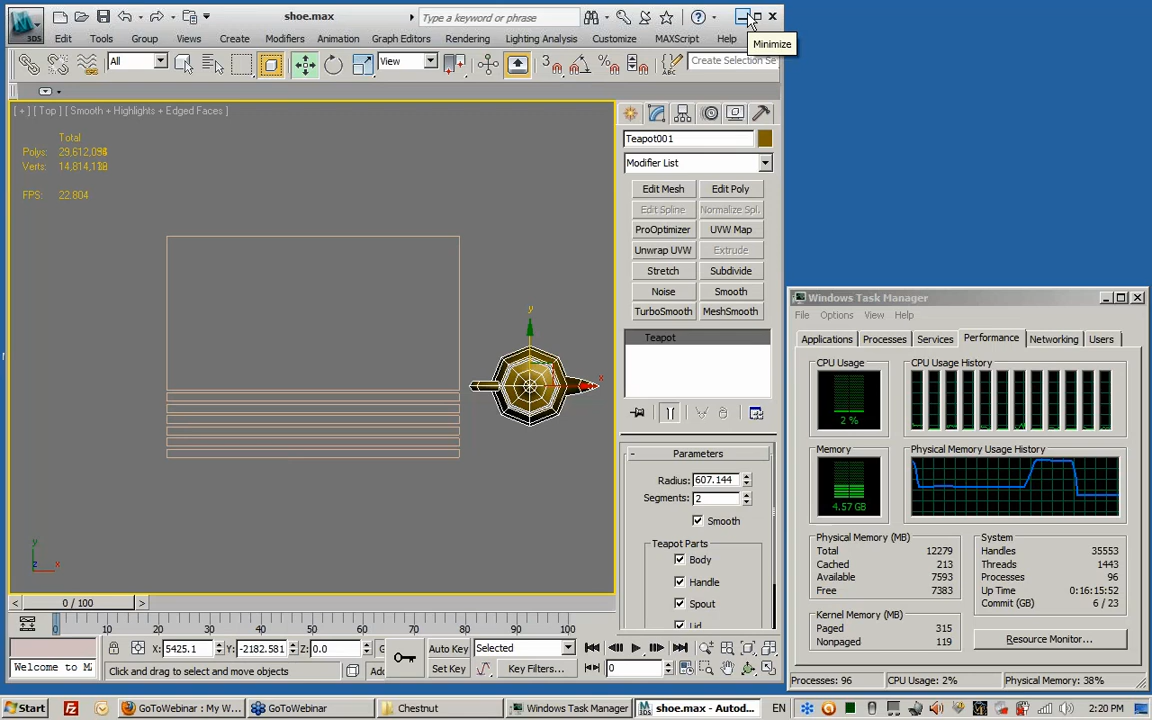 shoe.max
Type a keyword or phrase
3DS
Edit Tools Group Views Create Modifiers Animation Graph Editors Rendering Lighting Analysis Customize MAXScript Help
Minimize
All View 3 % ABC Create Selection Se
[ + ] [ Top ] [ Smooth + Highlights + Edged Faces ]
Total
Polys:
Verts:
FPS: 22.804
y
x
y
z x
Teapot001
Modifier List
Edit Mesh Edit Poly
Edit Spline Normalize Spl.
ProOptimizer UVW Map
Unwrap UVW Extrude
Stretch Subdivide
Noise Smooth
TurboSmooth MeshSmooth
Teapot
- Parameters
Radius: 607.144
Segments: 2
Smooth
Teapot Parts
Body
Handle
Spout
Lid
< 0 / 100 >
0 10 20 30 40 50 60 70 80 90 100
X: 5425.1 Y: -2182.581 Z: 0.0 G Auto Key Selected
Welcome to M Click and drag to select and move objects Add Set Key Key Filters... 0
Windows Task Manager
File Options View Help
Applications Processes Services Performance Networking Users
CPU Usage CPU Usage History
2 %
Memory Physical Memory Usage History
4.57 GB
Physical Memory (MB)
Total 12279
Cached 213
Available 7593
Free 7383
Kernel Memory (MB)
Paged 315
Nonpaged 119
System
Handles 35553
Threads 1443
Processes 96
Up Time 0:16:15:52
Commit (GB) 6 / 23
Resource Monitor...
Processes: 96 CPU Usage: 2% Physical Memory: 38%
Start GoToWebinar : My W... GoToWebinar Chestnut Windows Task Manager shoe.max - Autod... EN 2:20 PM